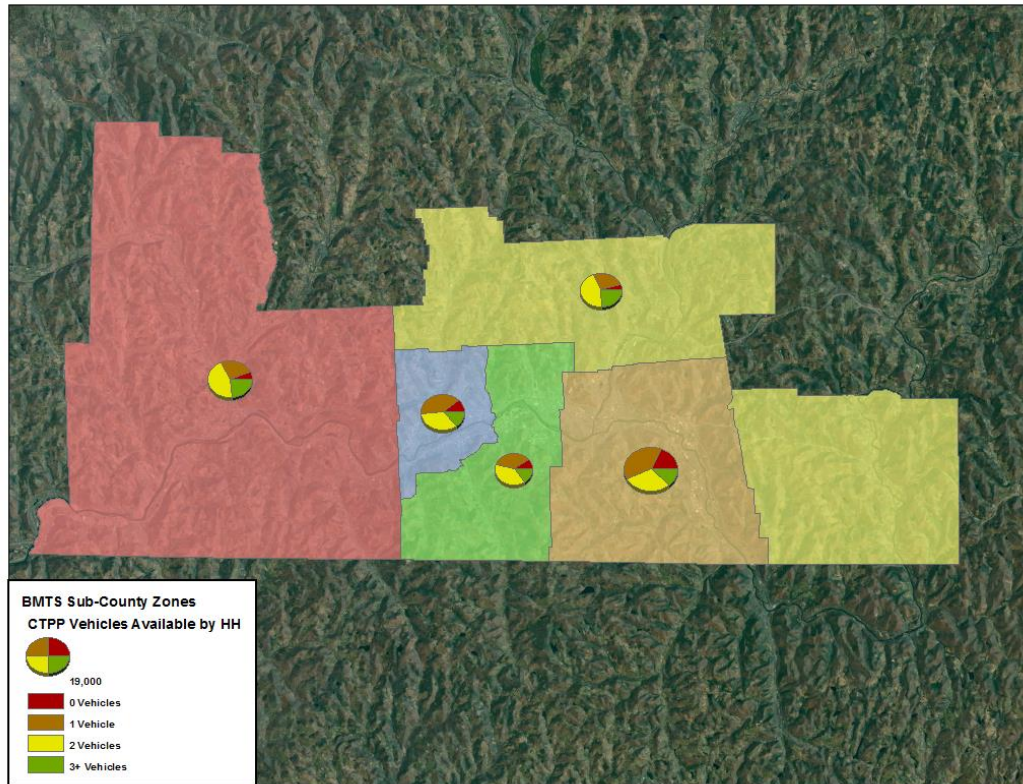 BMTS Sub-County Zones
CTPP Vehicles Available by HH
19,000
0 Vehicles
1 Vehicle
2 Vehicles
3+ Vehicles